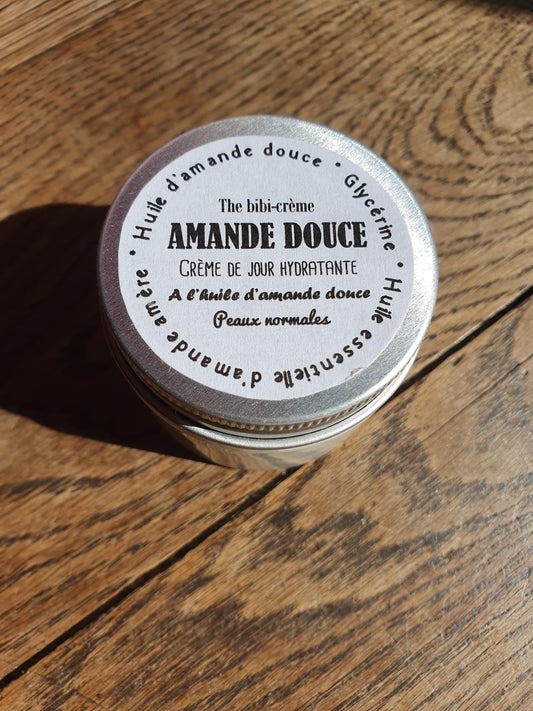 The bibi-crème
AMANDE DOUCE
CRÈME DE JOUR HYDRATANTE
A l'huile d'amande douce
Peaux normales
Huile d'amande douce • Glycérine • Huile essentielle d'amande amère •